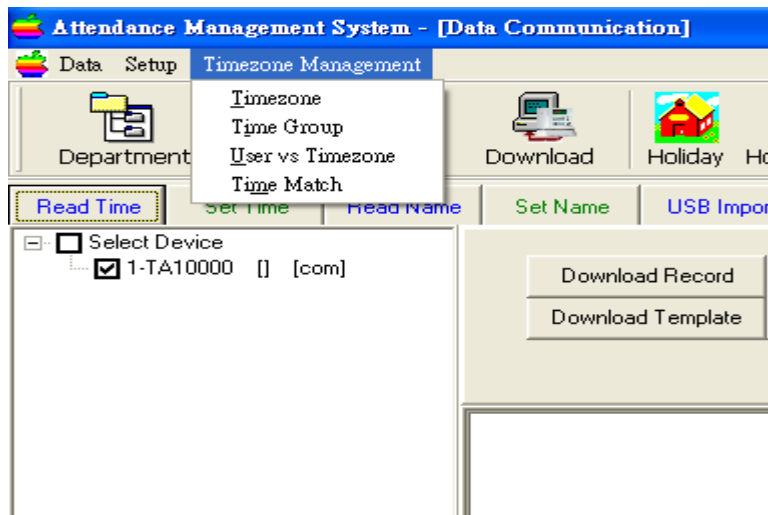 Attendance Management System - [Data Communication]
Data Setup Timezone Management
Timezone
Time Group
User vs Timezone
Time Match
Department Download Holiday
Read Time Set Time Read Name Set Name USB
Select Device
1-TA10000 [] [com]
Download Record
Download Template